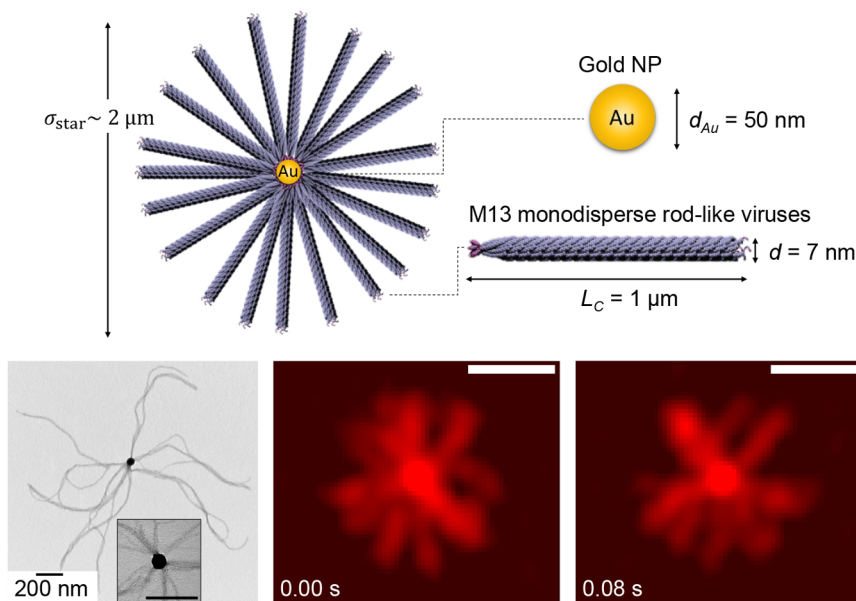 σstar~ 2 μm
Au
Gold NP
Au
dAu = 50 nm
M13 monodisperse rod-like viruses
d = 7 nm
LC = 1 μm
200 nm
0.00 s
0.08 s